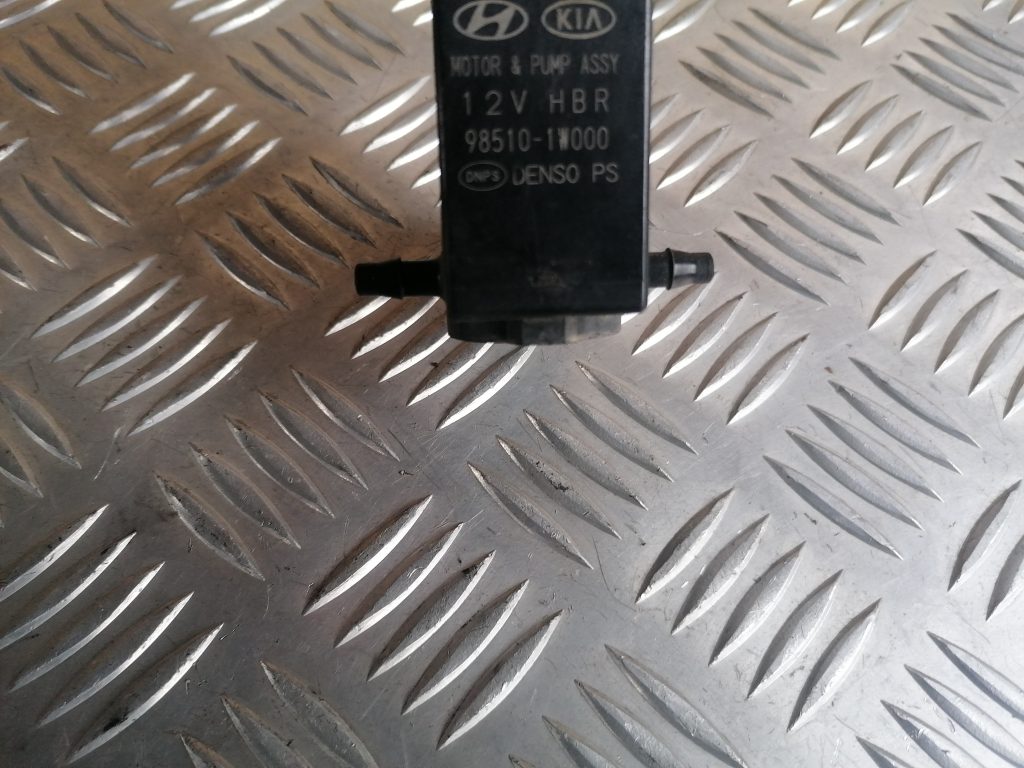 KIA
MOTOR & PUMP ASSY
12V HBR
98510-1W000
DNPS DENSO PS